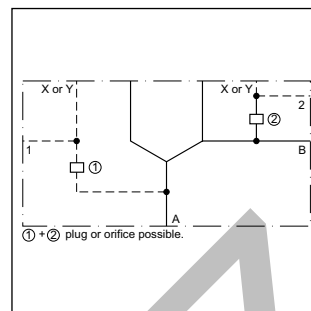 X or Y X or Y
2
②
1 B
①
A
① + ② plug or orifice possible.